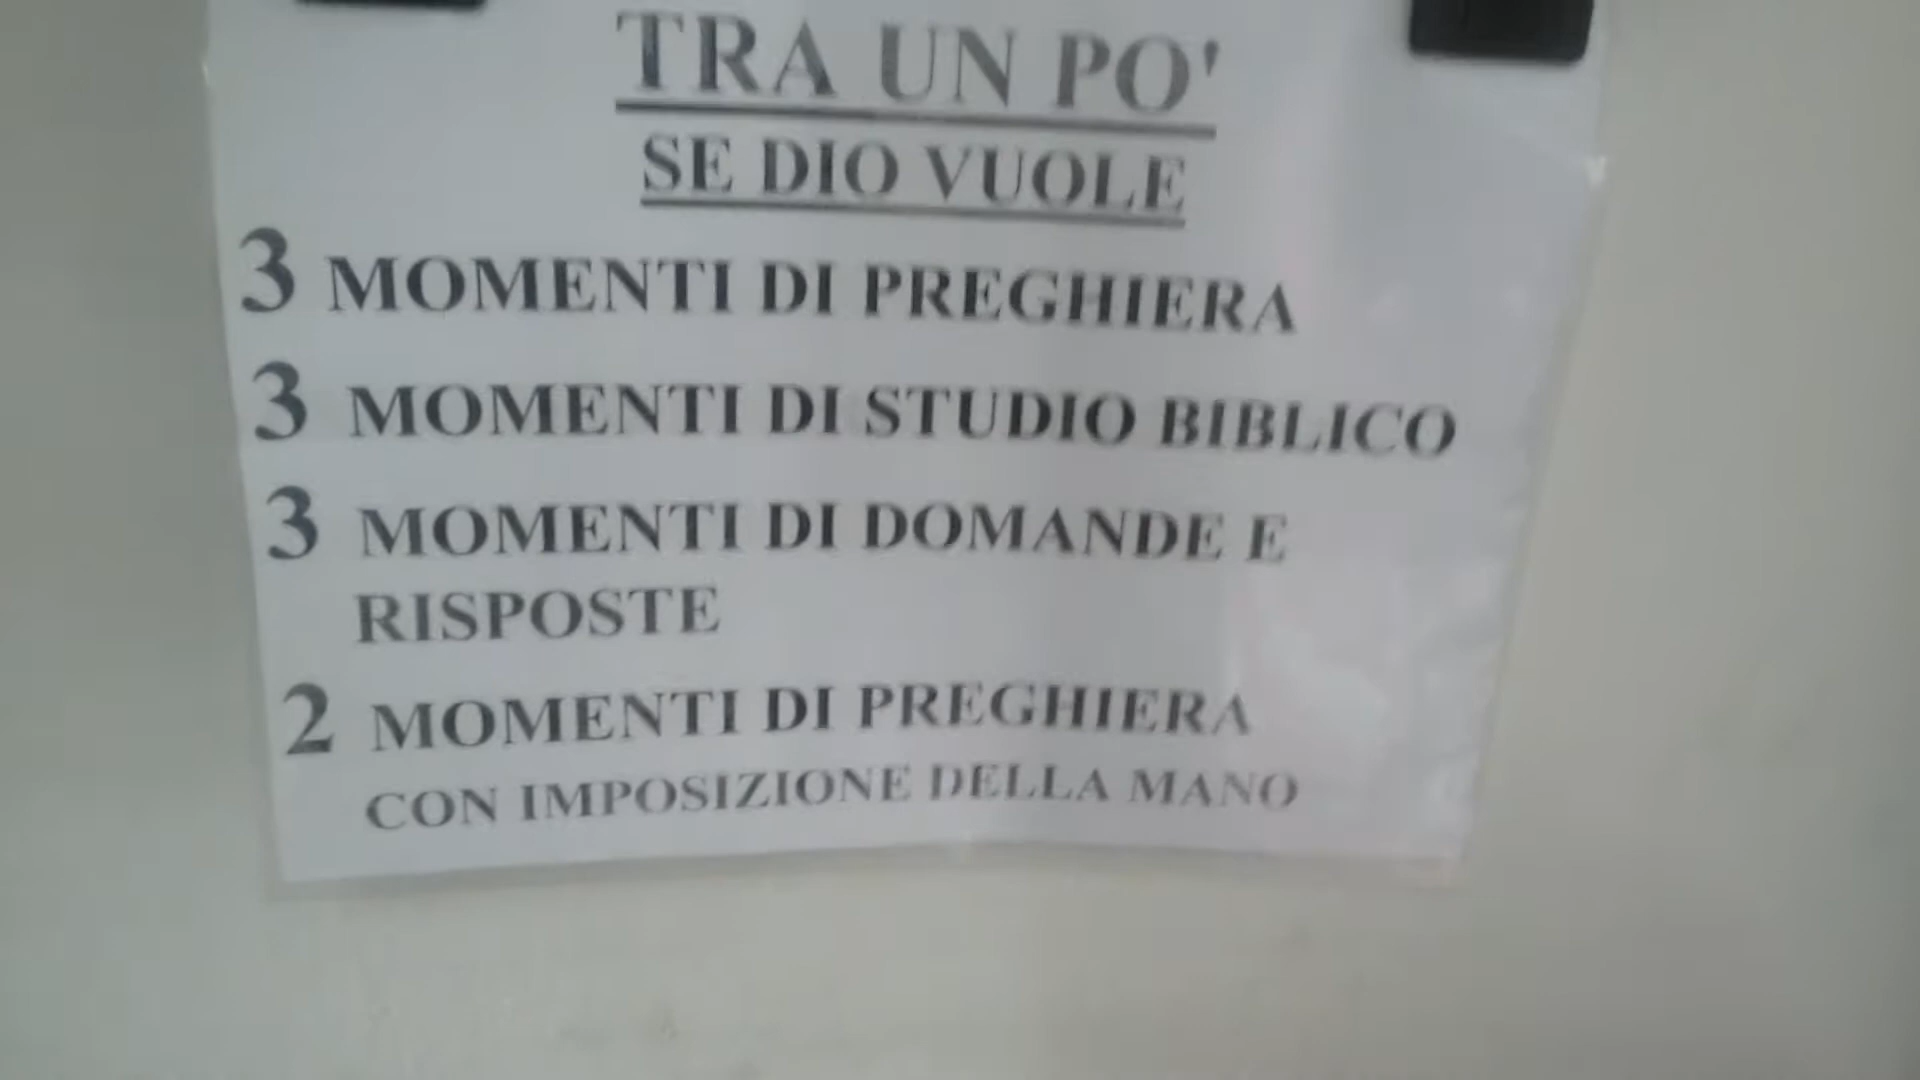 TRA UN PO'
SE DIO VUOLE
3 MOMENTI DI PREGHIERA
3 MOMENTI DI STUDIO BIBLICO
3 MOMENTI DI DOMANDE E
RISPOSTE
2 MOMENTI DI PREGHIERA
CON IMPOSIZIONE DELLA MANO